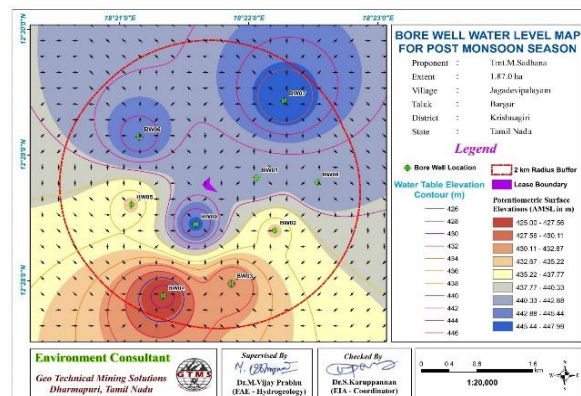 78°21'0"E
78°22'0"E
78°23'0"E
12°30'0"N
12°29'0"N
12°28'0"N
BW07
BW06
BW01
BW08
BW05
BW09
BW02
BW03
BW04
BORE WELL WATER LEVEL MAP
FOR POST MONSOON SEASON
Proponent : Tmt.M.Sadhana
Extent : 1.87.0 ha
Village : Jagadevipalayam
Taluk : Bargur
District : Krishnagiri
State : Tamil Nadu
Legend
Bore Well Location
2 km Radius Buffer
Lease Boundary
Water Table Elevation
Contour (m)
426
428
430
432
434
436
438
440
442
444
446
Potentiometric Surface
Elevations (AMSL in m)
425.00 - 427.56
427.58 - 430.11
430.11 - 432.67
432.67 - 435.22
435.22 - 437.77
437.77 - 440.33
440.33 - 442.88
442.88 - 445.44
445.44 - 447.99
Environment Consultant
Geo Technical Mining Solutions
Dharmapuri, Tamil Nadu
GTMS
Supervised By
Dr.M.Vijay Prabhu
(FAE - Hydrogeology)
Checked By
Dr.S.Karuppannan
(EIA - Coordinator)
0 0.4 0.8 1.6
km
1:20,000
N
W E
S